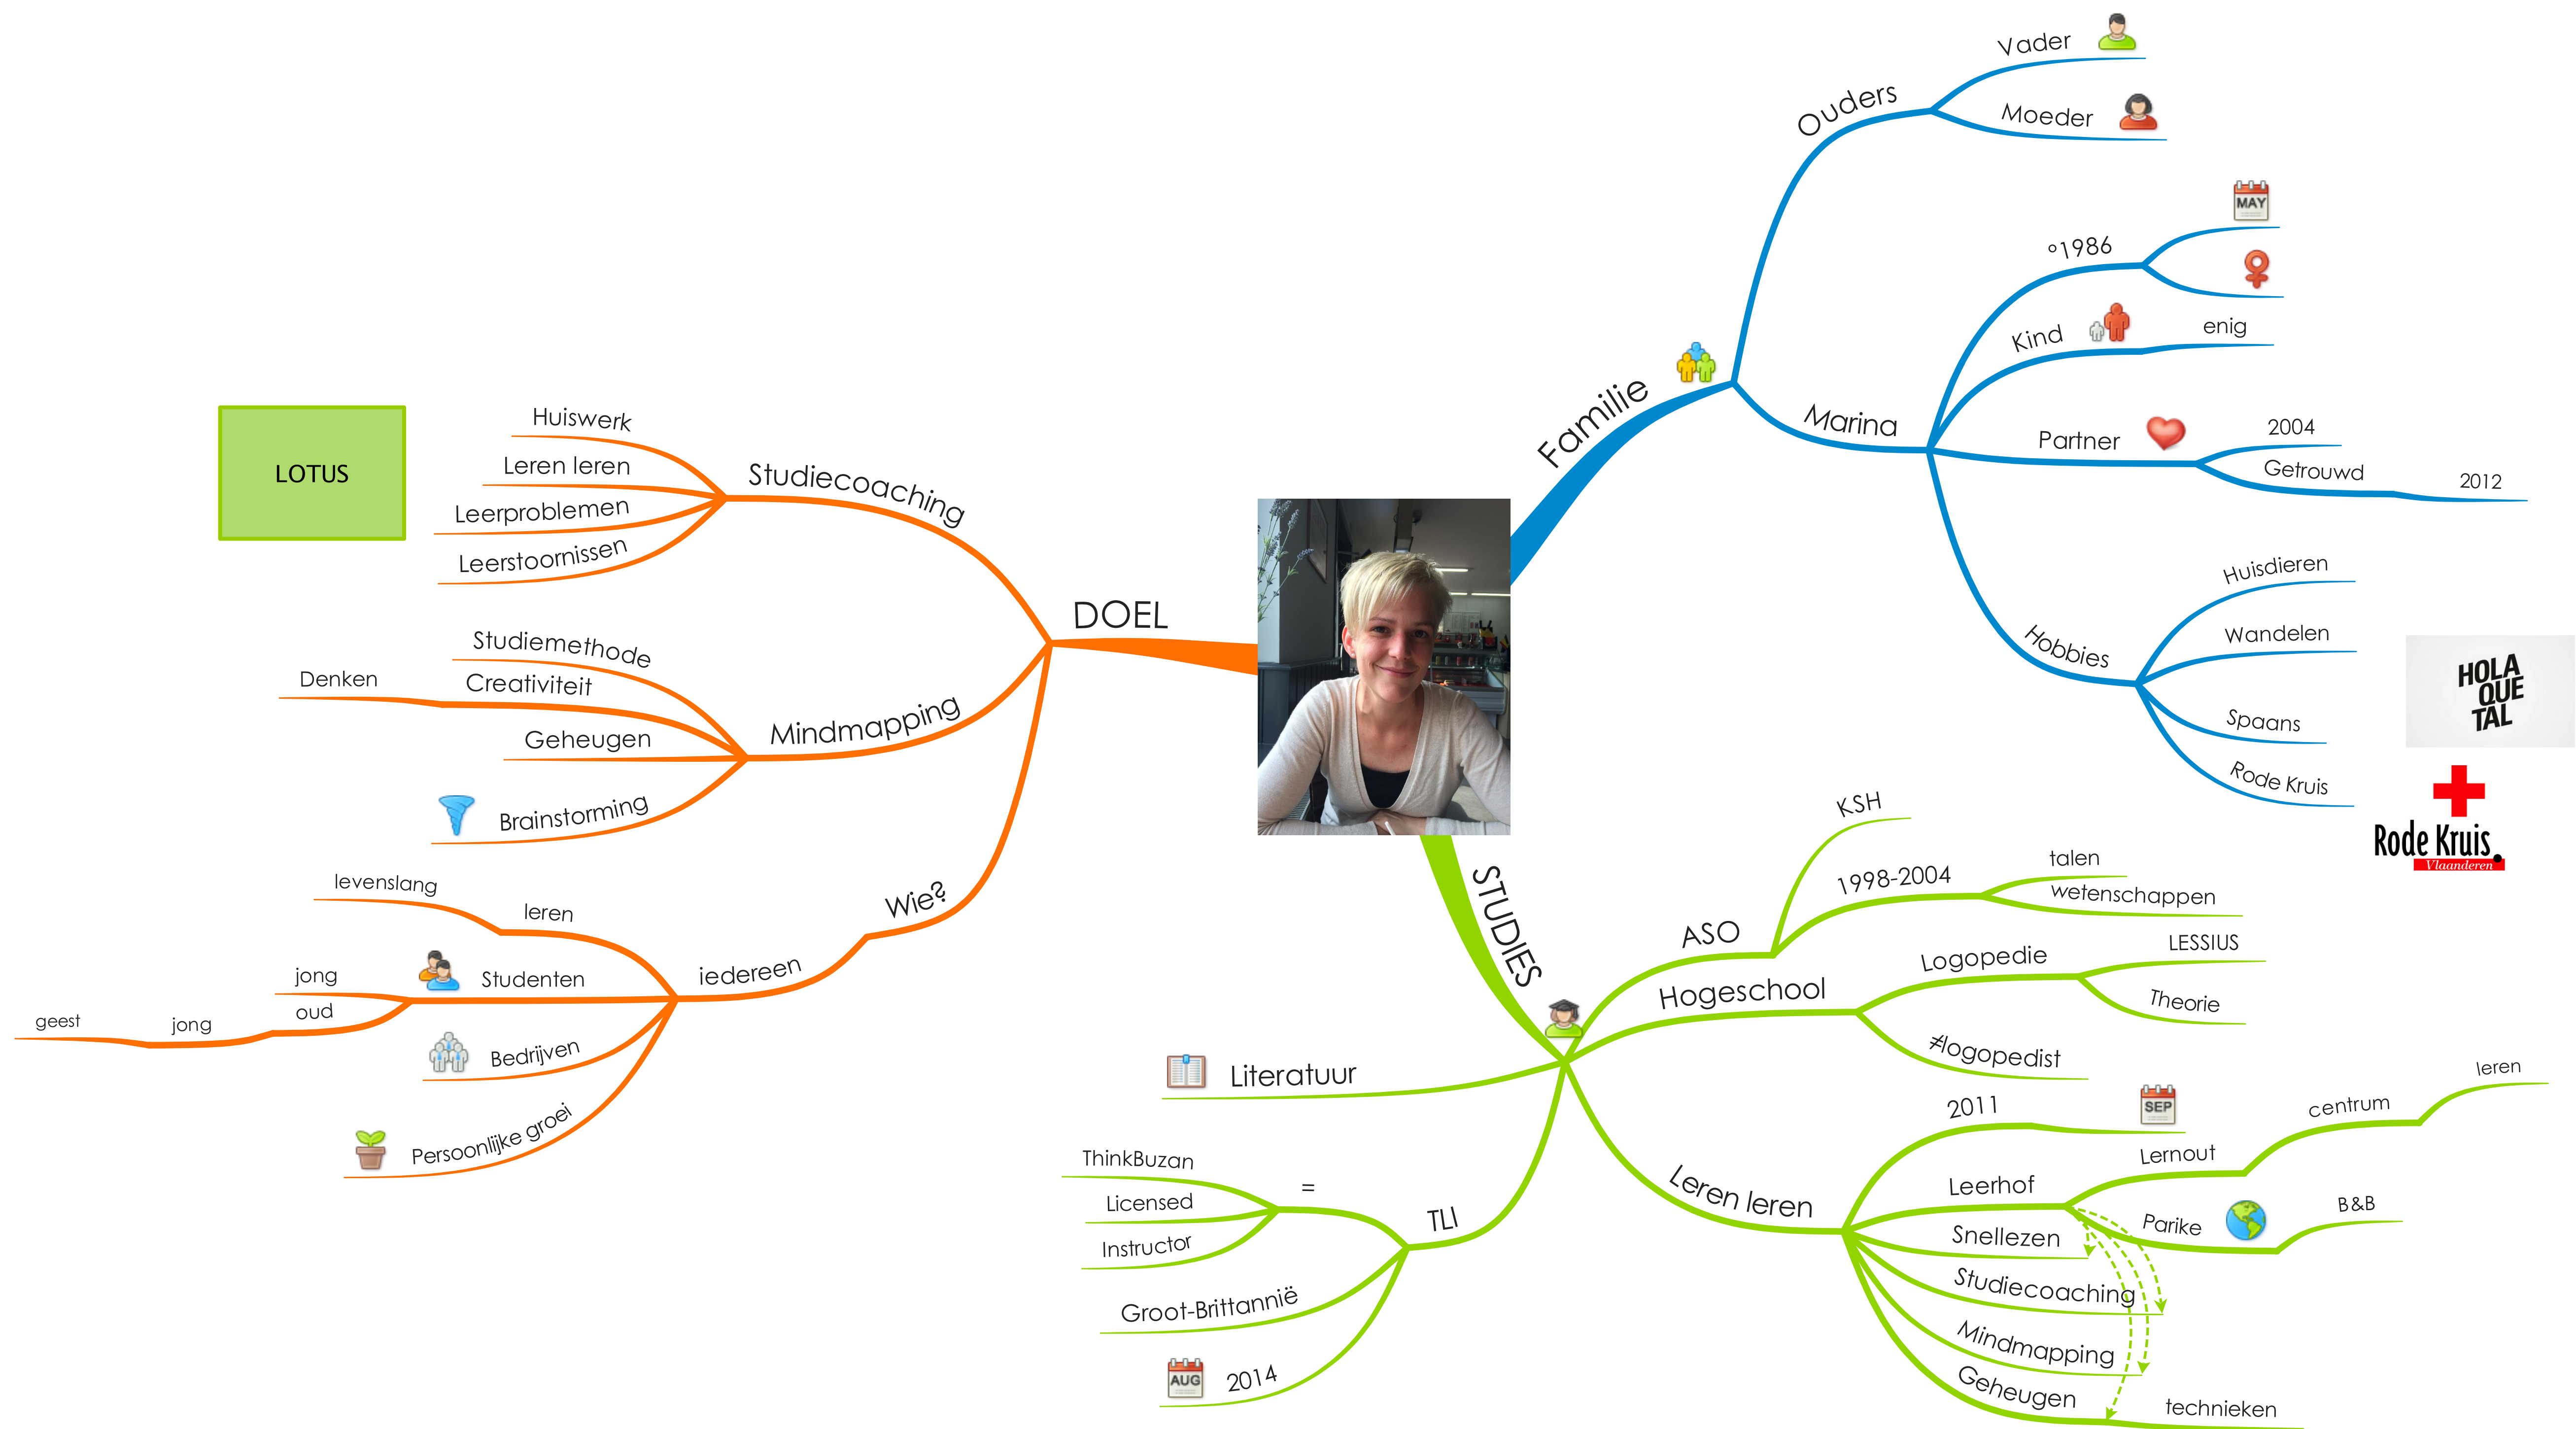 Familie
Ouders
Vader
Moeder
Marina
°1986
MAY
Kind
enig
Partner
2004
Getrouwd
2012
Hobbies
Huisdieren
Wandelen
Spaans
Rode Kruis
HOLA
QUE
TAL
Rode Kruis
Vlaanderen
STUDIES
ASO
KSH
1998-2004
talen
wetenschappen
Hogeschool
Logopedie
LESSIUS
Theorie
≠logopedist
Leren leren
2011
SEP
Leerhof
Lernout
centrum
leren
Parike
B&B
Snellezen
Studiecoaching
Mindmapping
Geheugen
technieken
TLI
=
ThinkBuzan
Licensed
Instructor
Groot-Brittannië
AUG
2014
Literatuur
DOEL
Studiecoaching
Huiswerk
Leren leren
Leerproblemen
Leerstoornissen
Mindmapping
Studiemethode
Creativiteit
Denken
Geheugen
Brainstorming
Wie?
iedereen
leren
levenslang
Studenten
jong
oud
jong
geest
Bedrijven
Persoonlijke groei
LOTUS